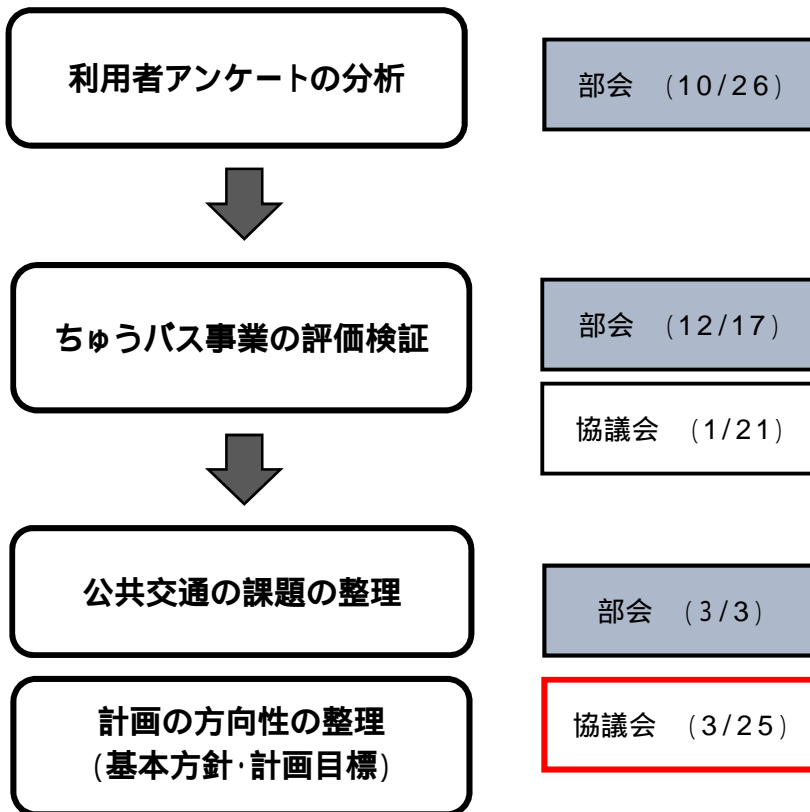 利用者アンケートの分析
部会 (10/26)
ちゅうバス事業の評価検証
部会 (12/17)
協議会 (1/21)
公共交通の課題の整理
部会 (3/3)
計画の方向性の整理
(基本方針・計画目標)
協議会 (3/25)